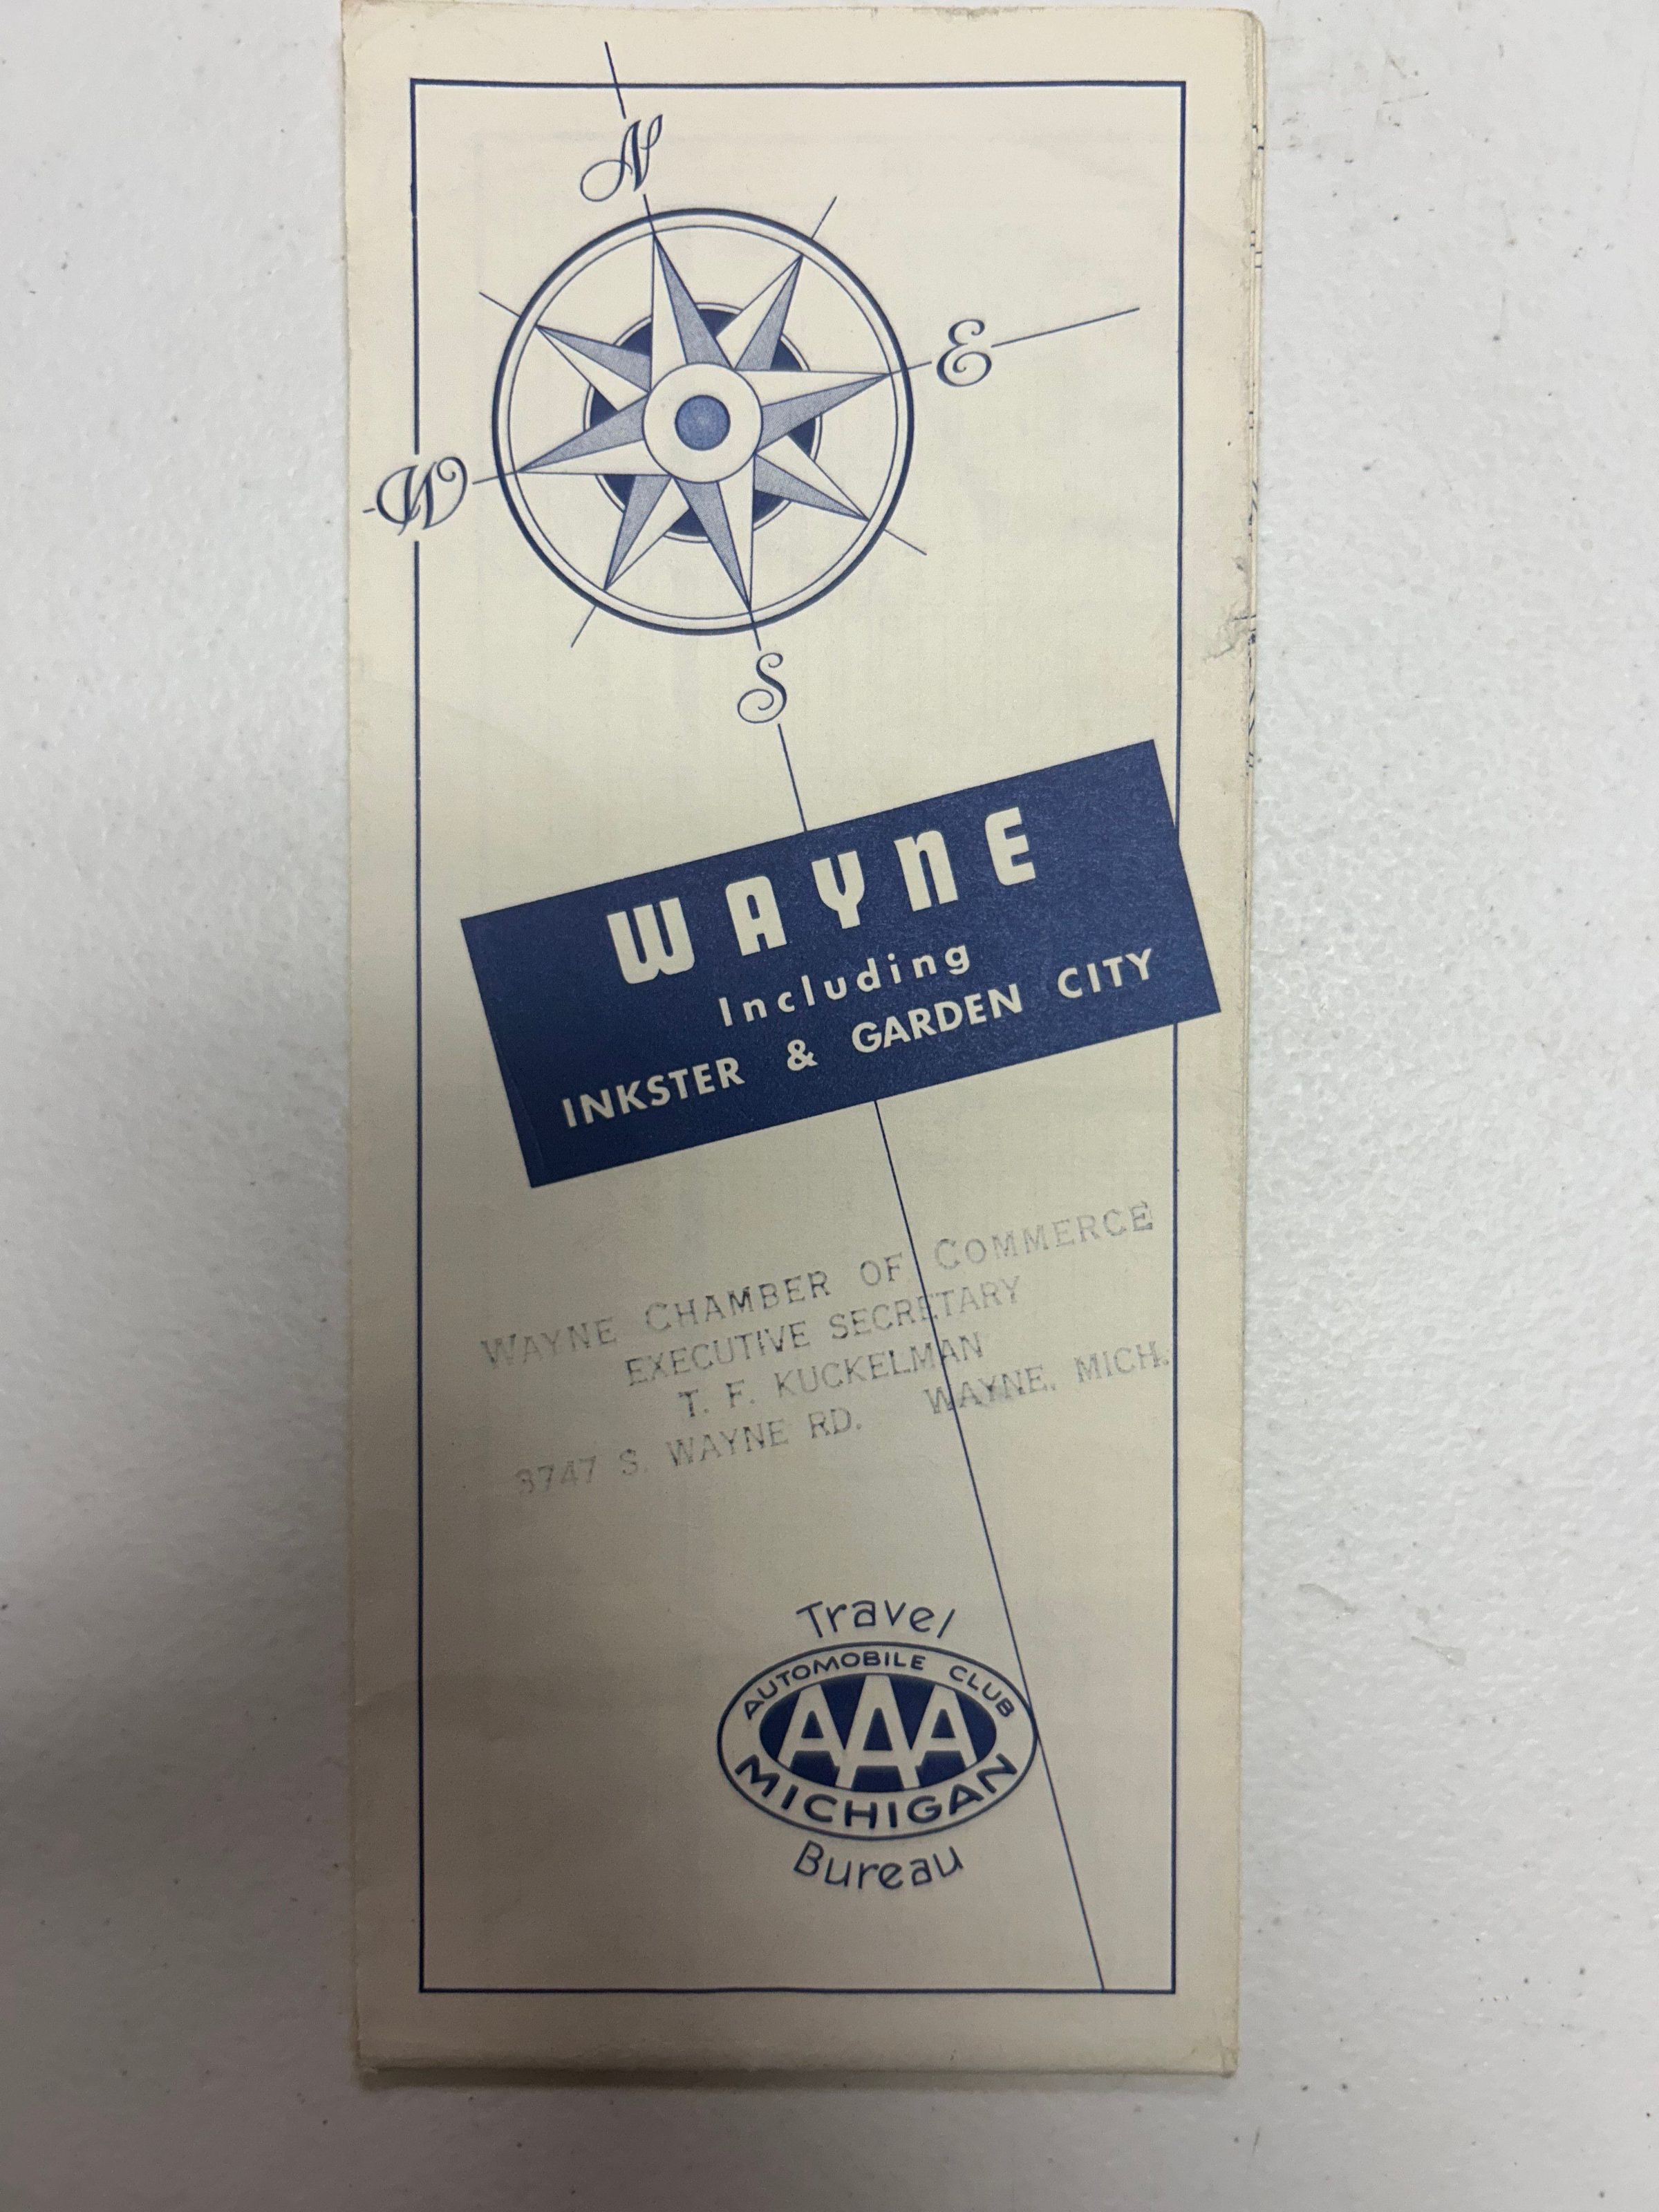 N
E
W
S
WAYNE
Including
INKSTER & GARDEN CITY
WAYNE CHAMBER OF COMMERCE
EXECUTIVE SECRETARY
T. F. KUCKELMAN
3747 S. WAYNE RD. WAYNE, MICH.
Travel
AUTOMOBILE CLUB
AAA
MICHIGAN
Bureau